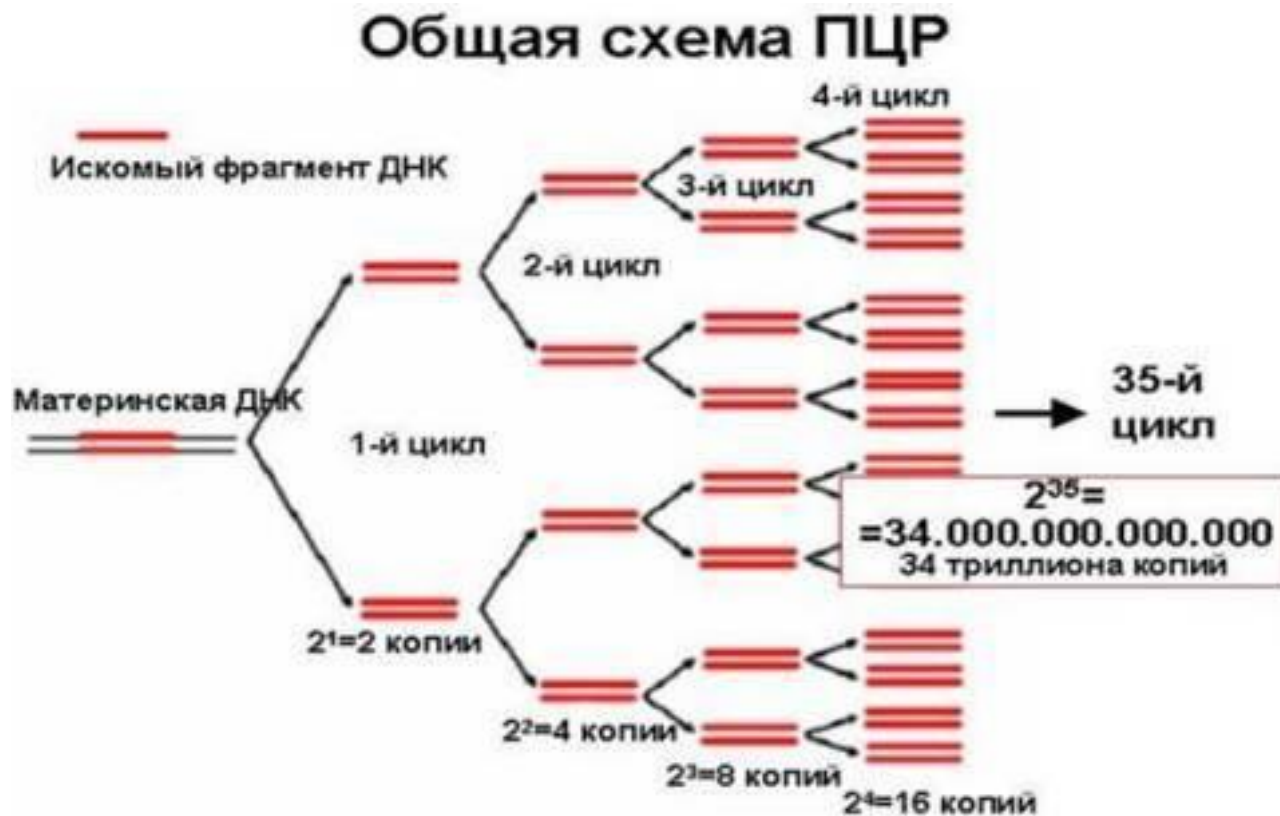 Общая схема ПЦР
4-й цикл
Искомый фрагмент ДНК
3-й цикл
2-й цикл
Материнская ДНК
35-й
цикл
1-й цикл
2³⁵=
=34.000.000.000.000
34 триллиона копий
2¹=2 копии
2²=4 копии
2³=8 копий
2⁴=16 копий